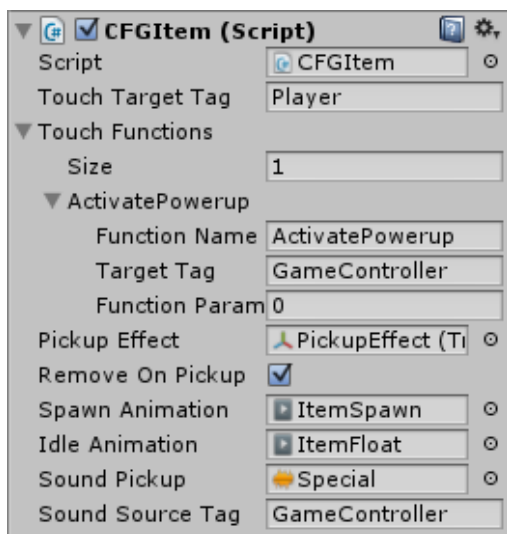 CFGItem (Script)
Script CFGItem
Touch Target Tag Player
Touch Functions
Size 1
ActivatePowerup
Function Name ActivatePowerup
Target Tag GameController
Function Param 0
Pickup Effect PickupEffect (Tr
Remove On Pickup
Spawn Animation ItemSpawn
Idle Animation ItemFloat
Sound Pickup Special
Sound Source Tag GameController